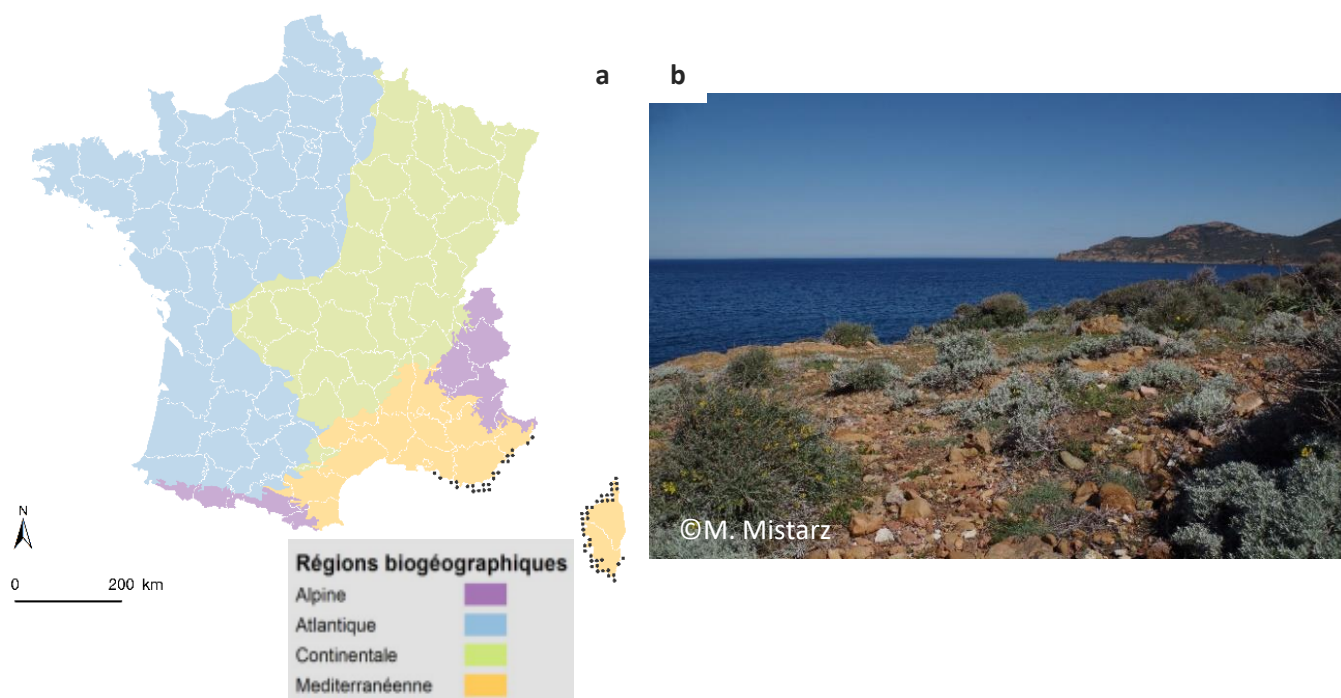 a
b
N
0 200 km
Régions biogéographiques
Alpine
Atlantique
Continentale
Mediterranéenne
©M. Mistarz